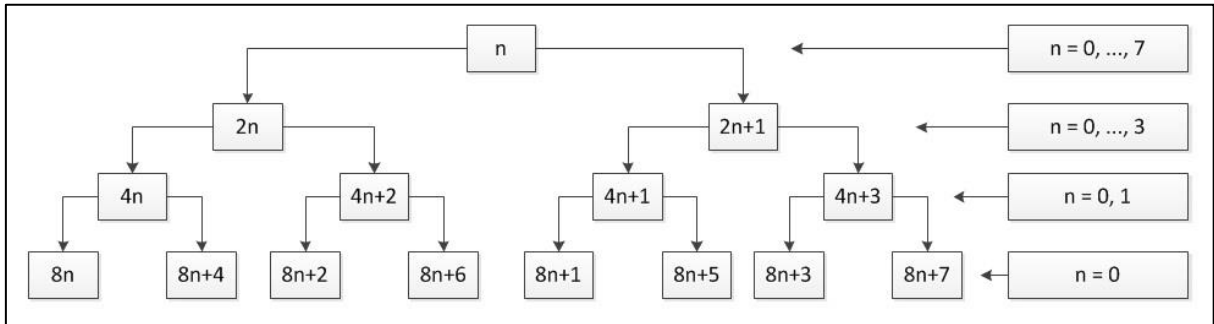 n
n = 0, ..., 7
2n
2n+1
n = 0, ..., 3
4n
4n+2
4n+1
4n+3
n = 0, 1
8n
8n+4
8n+2
8n+6
8n+1
8n+5
8n+3
8n+7
n = 0